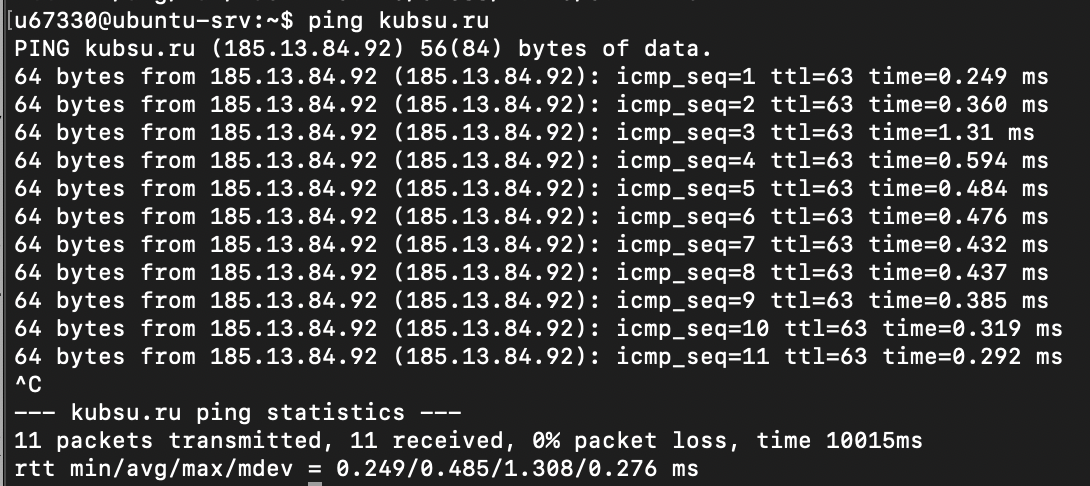 [u67330@ubuntu-srv:~$ ping kubsu.ru
PING kubsu.ru (185.13.84.92) 56(84) bytes of data.
64 bytes from 185.13.84.92 (185.13.84.92): icmp_seq=1 ttl=63 time=0.249 ms
64 bytes from 185.13.84.92 (185.13.84.92): icmp_seq=2 ttl=63 time=0.360 ms
64 bytes from 185.13.84.92 (185.13.84.92): icmp_seq=3 ttl=63 time=1.31 ms
64 bytes from 185.13.84.92 (185.13.84.92): icmp_seq=4 ttl=63 time=0.594 ms
64 bytes from 185.13.84.92 (185.13.84.92): icmp_seq=5 ttl=63 time=0.484 ms
64 bytes from 185.13.84.92 (185.13.84.92): icmp_seq=6 ttl=63 time=0.476 ms
64 bytes from 185.13.84.92 (185.13.84.92): icmp_seq=7 ttl=63 time=0.432 ms
64 bytes from 185.13.84.92 (185.13.84.92): icmp_seq=8 ttl=63 time=0.437 ms
64 bytes from 185.13.84.92 (185.13.84.92): icmp_seq=9 ttl=63 time=0.385 ms
64 bytes from 185.13.84.92 (185.13.84.92): icmp_seq=10 ttl=63 time=0.319 ms
64 bytes from 185.13.84.92 (185.13.84.92): icmp_seq=11 ttl=63 time=0.292 ms
^C
--- kubsu.ru ping statistics ---
11 packets transmitted, 11 received, 0% packet loss, time 10015ms
rtt min/avg/max/mdev = 0.249/0.485/1.308/0.276 ms